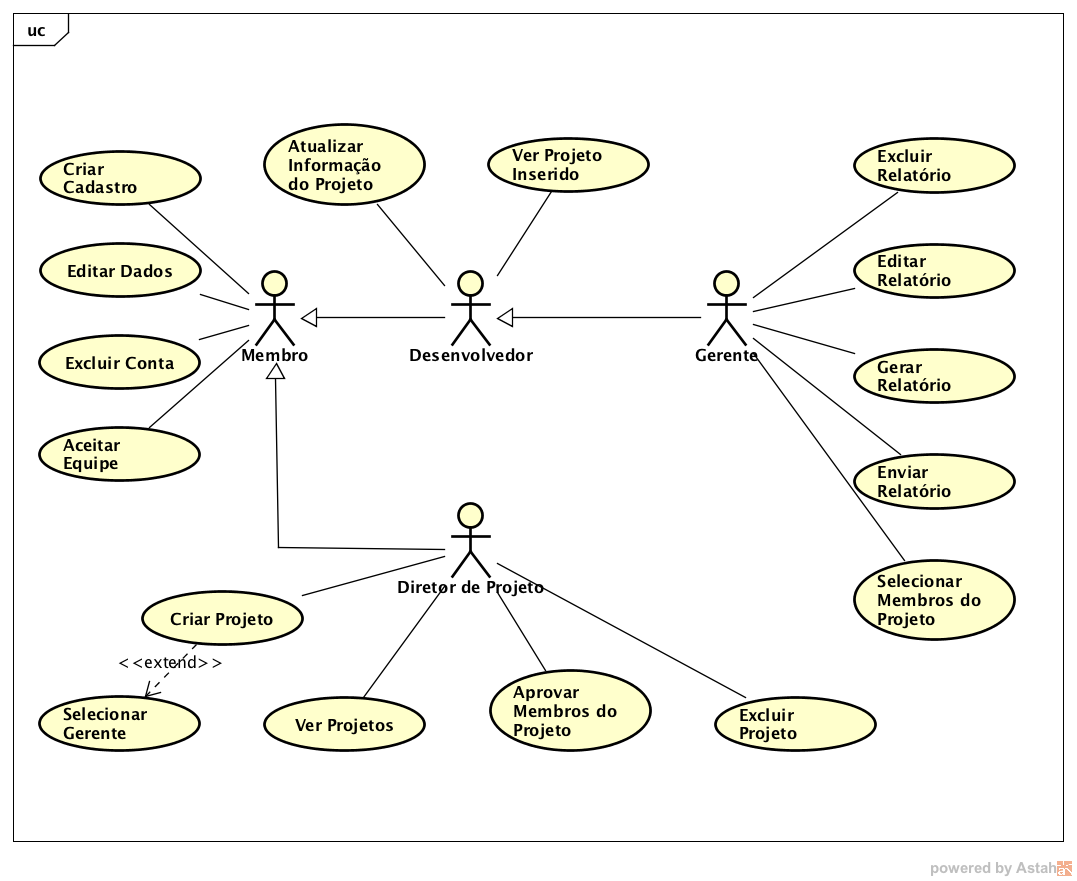 uc
Criar
Cadastro
Atualizar
Informação
do Projeto
Ver Projeto
Inserido
Excluir
Relatório
Editar Dados
Editar
Relatório
Membro
Desenvolvedor
Gerente
Excluir Conta
Gerar
Relatório
Aceitar
Equipe
Enviar
Relatório
Diretor de Projeto
Selecionar
Membros do
Projeto
Criar Projeto
<<extend>>
Selecionar
Gerente
Ver Projetos
Aprovar
Membros do
Projeto
Excluir
Projeto
powered by Astah